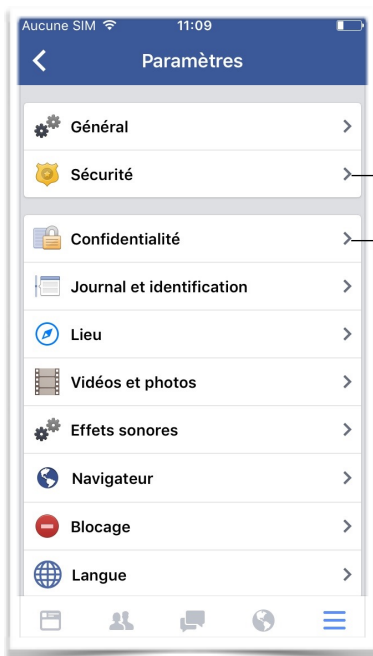 Aucune SIM 11:09
Paramètres
Général
Sécurité
Confidentialité
Journal et identification
Lieu
Vidéos et photos
Effets sonores
Navigateur
Blocage
Langue